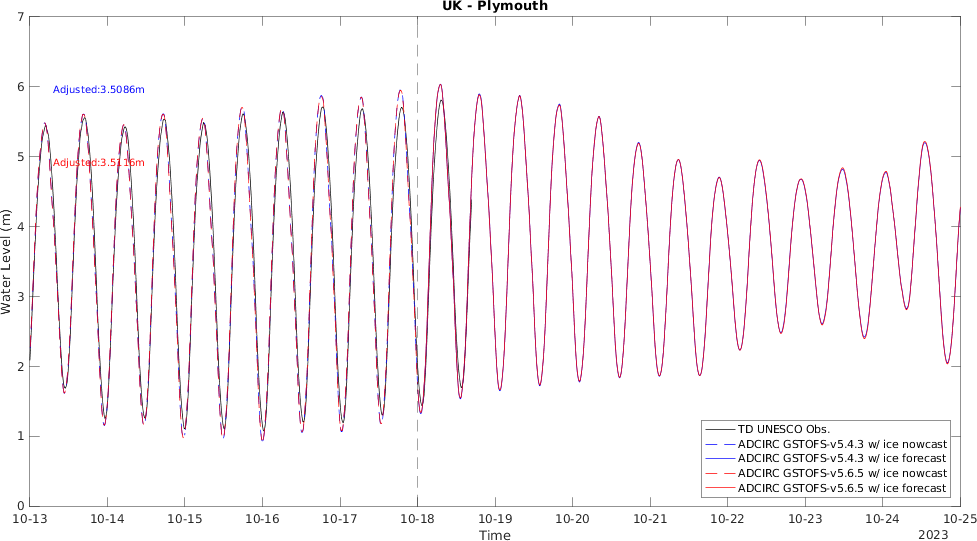 UK - Plymouth
7
6
5
4
3
2
1
0
Water Level (m)
Adjusted:3.5086m
Adjusted:3.5116m
TD UNESCO Obs.
ADCIRC GSTOFS-v5.4.3 w/ ice nowcast
ADCIRC GSTOFS-v5.4.3 w/ ice forecast
ADCIRC GSTOFS-v5.6.5 w/ ice nowcast
ADCIRC GSTOFS-v5.6.5 w/ ice forecast
10-13 10-14 10-15 10-16 10-17 10-18 10-19 10-20 10-21 10-22 10-23 10-24 10-25
Time
2023